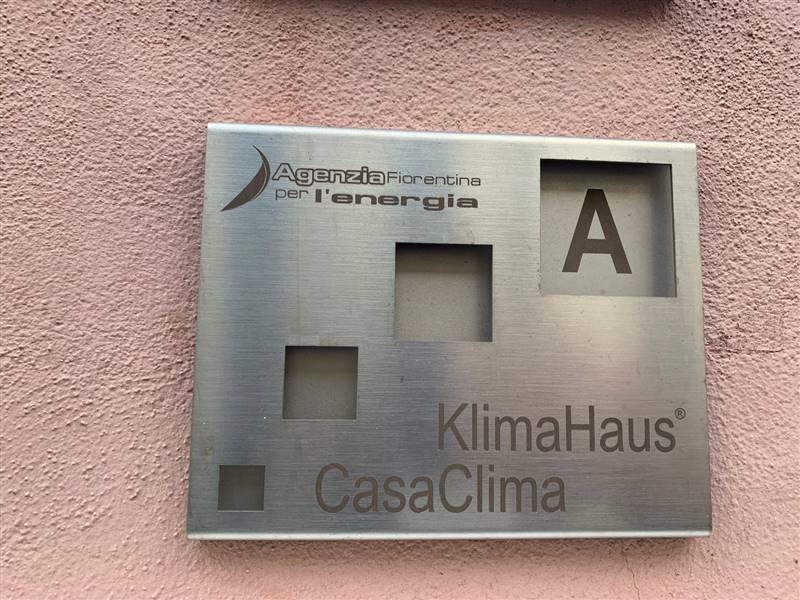 Agenzia Fiorentina
per l'energia
A
KlimaHaus®
CasaClima